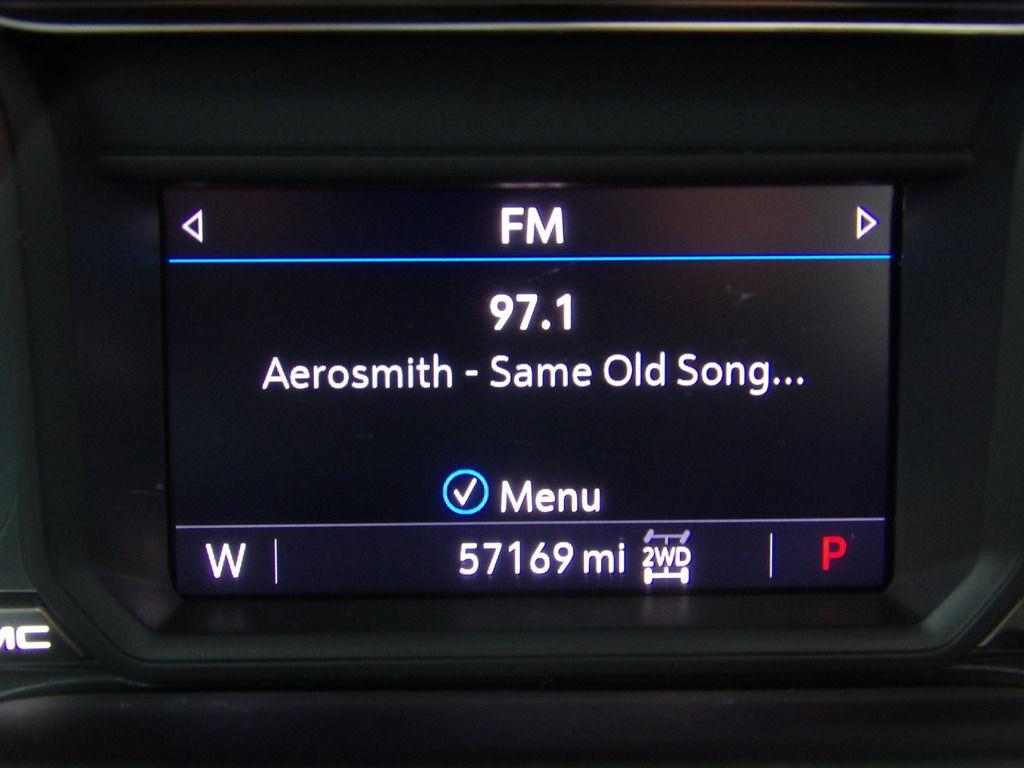 FM
97.1
Aerosmith - Same Old Song...
Menu
W 57169 mi 2WD P
MC